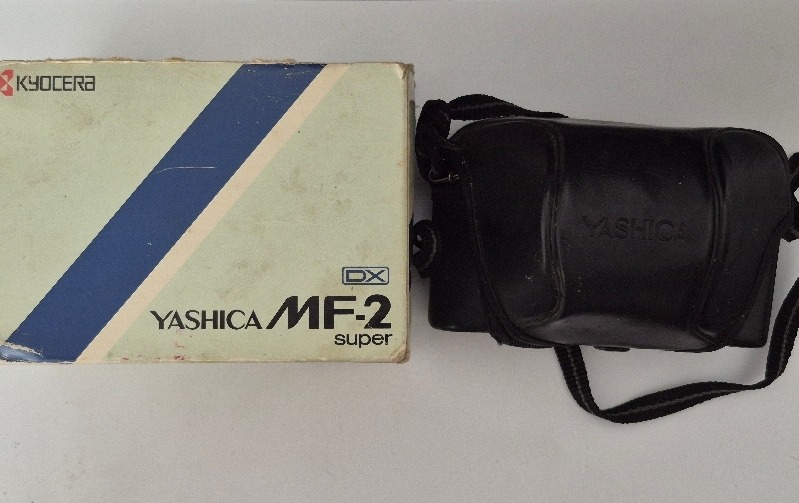 KYOCERA
DX
YASHICA MF-2
super
YASHICA